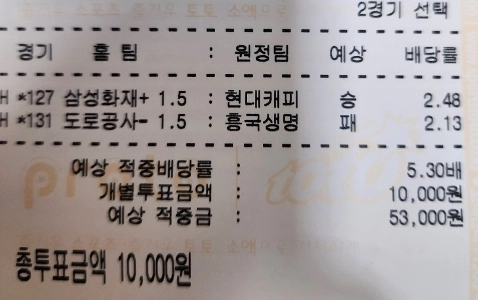 2경기 선택
경기 홈 팀 : 원정팀 예상 배당률
H *127 삼성화재+ 1.5 : 현대캐피 승 2.48
H *131 도로공사- 1.5 : 흥국생명 패 2.13
예상 적중배당률 : 5.30배
개별투표금액 : 10,000원
예상 적중금 : 53,000원
총투표금액 10,000원